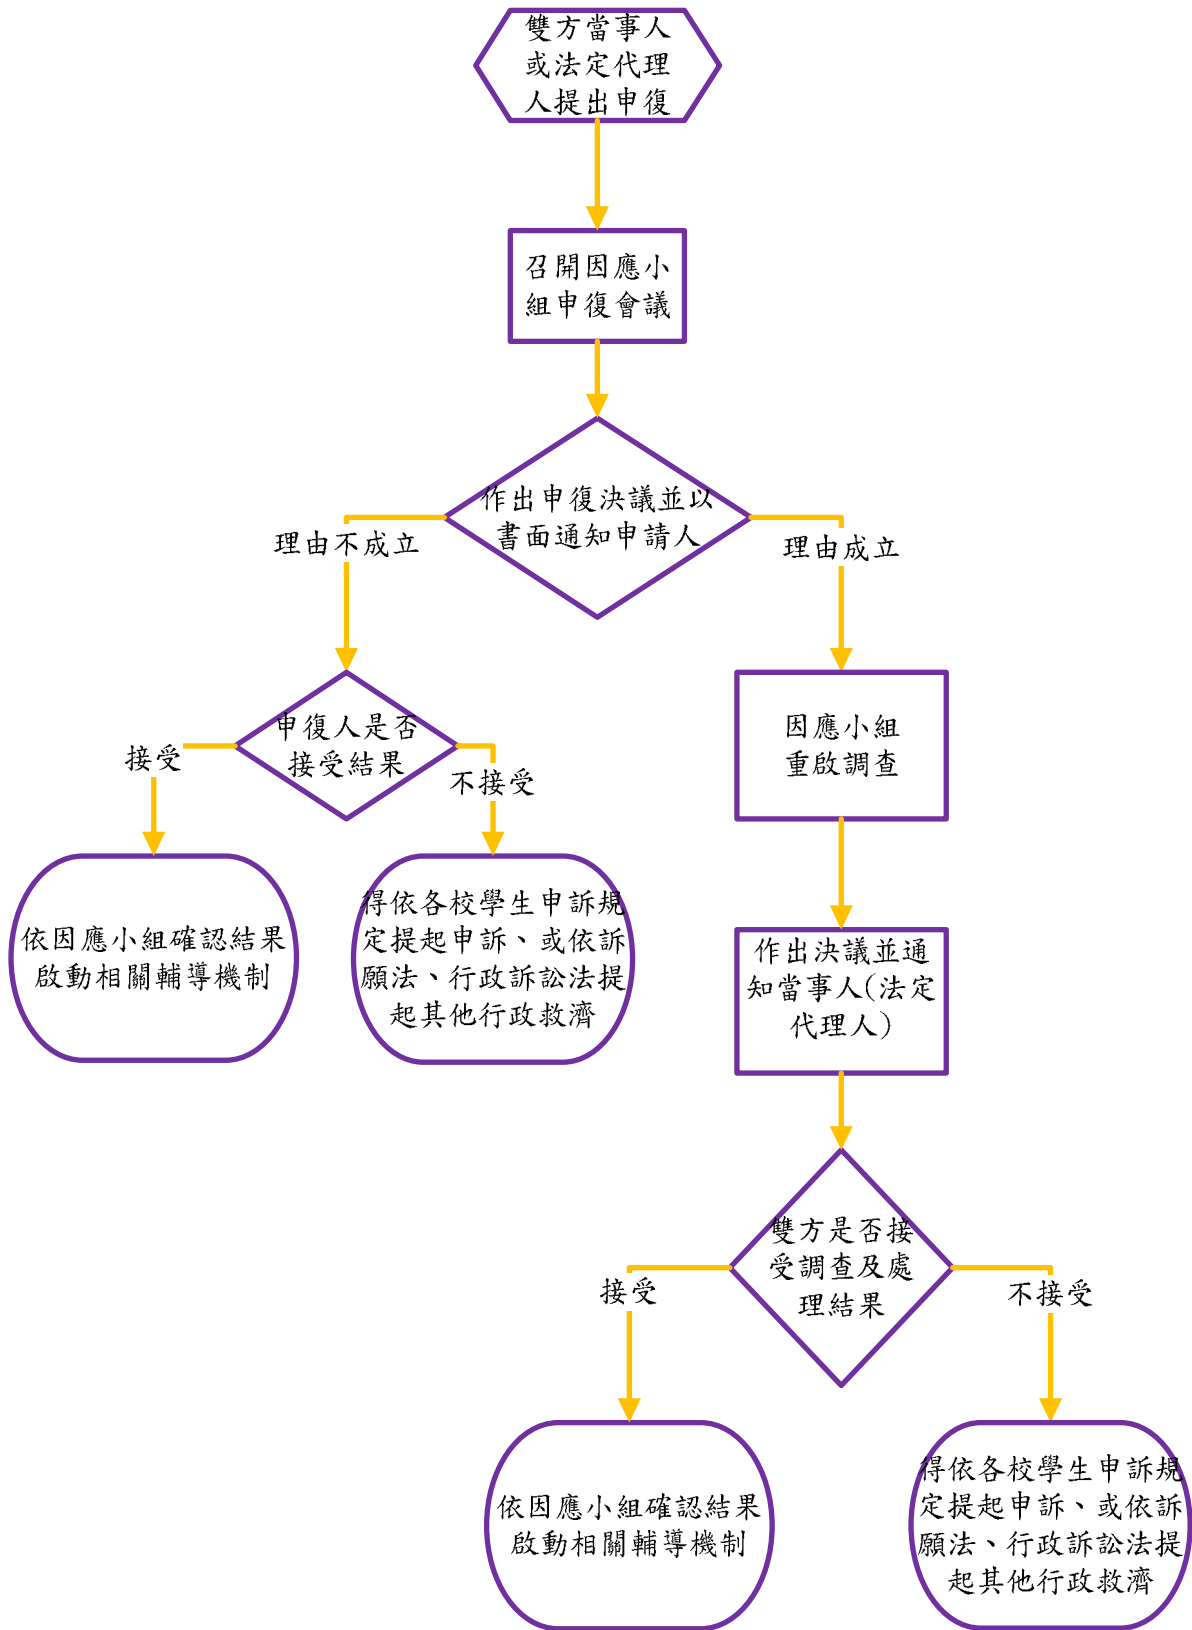 雙方當事人
或法定代理
人提出申復
召開因應小
組申復會議
作出申復決議並以
書面通知申請人
理由不成立
理由成立
申復人是否
接受結果
因應小組
重啟調查
接受
不接受
依因應小組確認結果
啟動相關輔導機制
得依各校學生申訴規
定提起申訴、或依訴
願法、行政訴訟法提
起其他行政救濟
作出決議並通
知當事人(法定
代理人)
雙方是否接
受調查及處
理結果
接受
不接受
依因應小組確認結果
啟動相關輔導機制
得依各校學生申訴規
定提起申訴、或依訴
願法、行政訴訟法提
起其他行政救濟